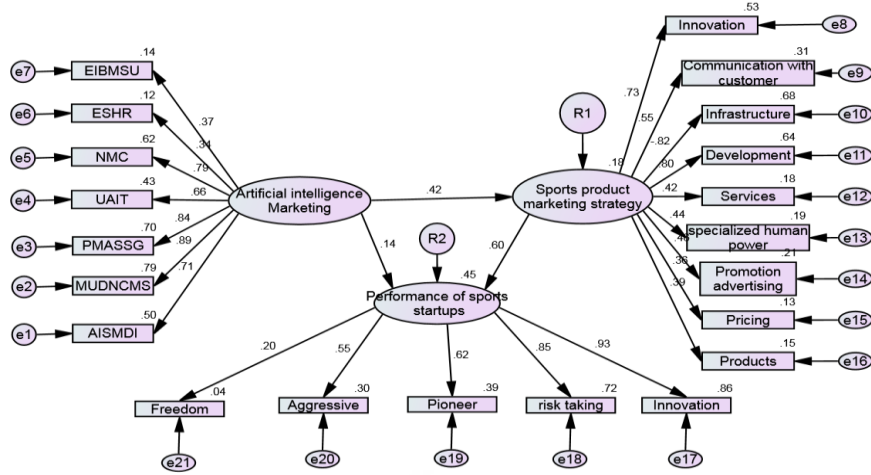 .53
Innovation
e8
.14
e7
EIBMSU
.31
Communication with
customer
e9
.12
e6
ESHR
.37
.73
R1
.68
Infrastructure
e10
.62
e5
NMC
.34
.55
.64
Development
e11
.79
-.82
.43
e4
UAIT
.66
Artificial intelligence
Marketing
.42
.18
Sports product
marketing strategy
.80
.42
.18
Services
e12
.70
e3
PMASSG
.84
.44
.19
specialized human
power
e13
.79
e2
MUDNCMS
.89
.14
R2
.60
.46
.21
Promotion
advertising
e14
.50
e1
AISMDI
.71
.45
Performance of sports
startups
.36
.13
Pricing
e15
.39
.15
Products
e16
.20
.55
.62
.85
.93
.04
Freedom
.30
Aggressive
.39
Pioneer
.72
risk taking
.86
Innovation
e21
e20
e19
e18
e17